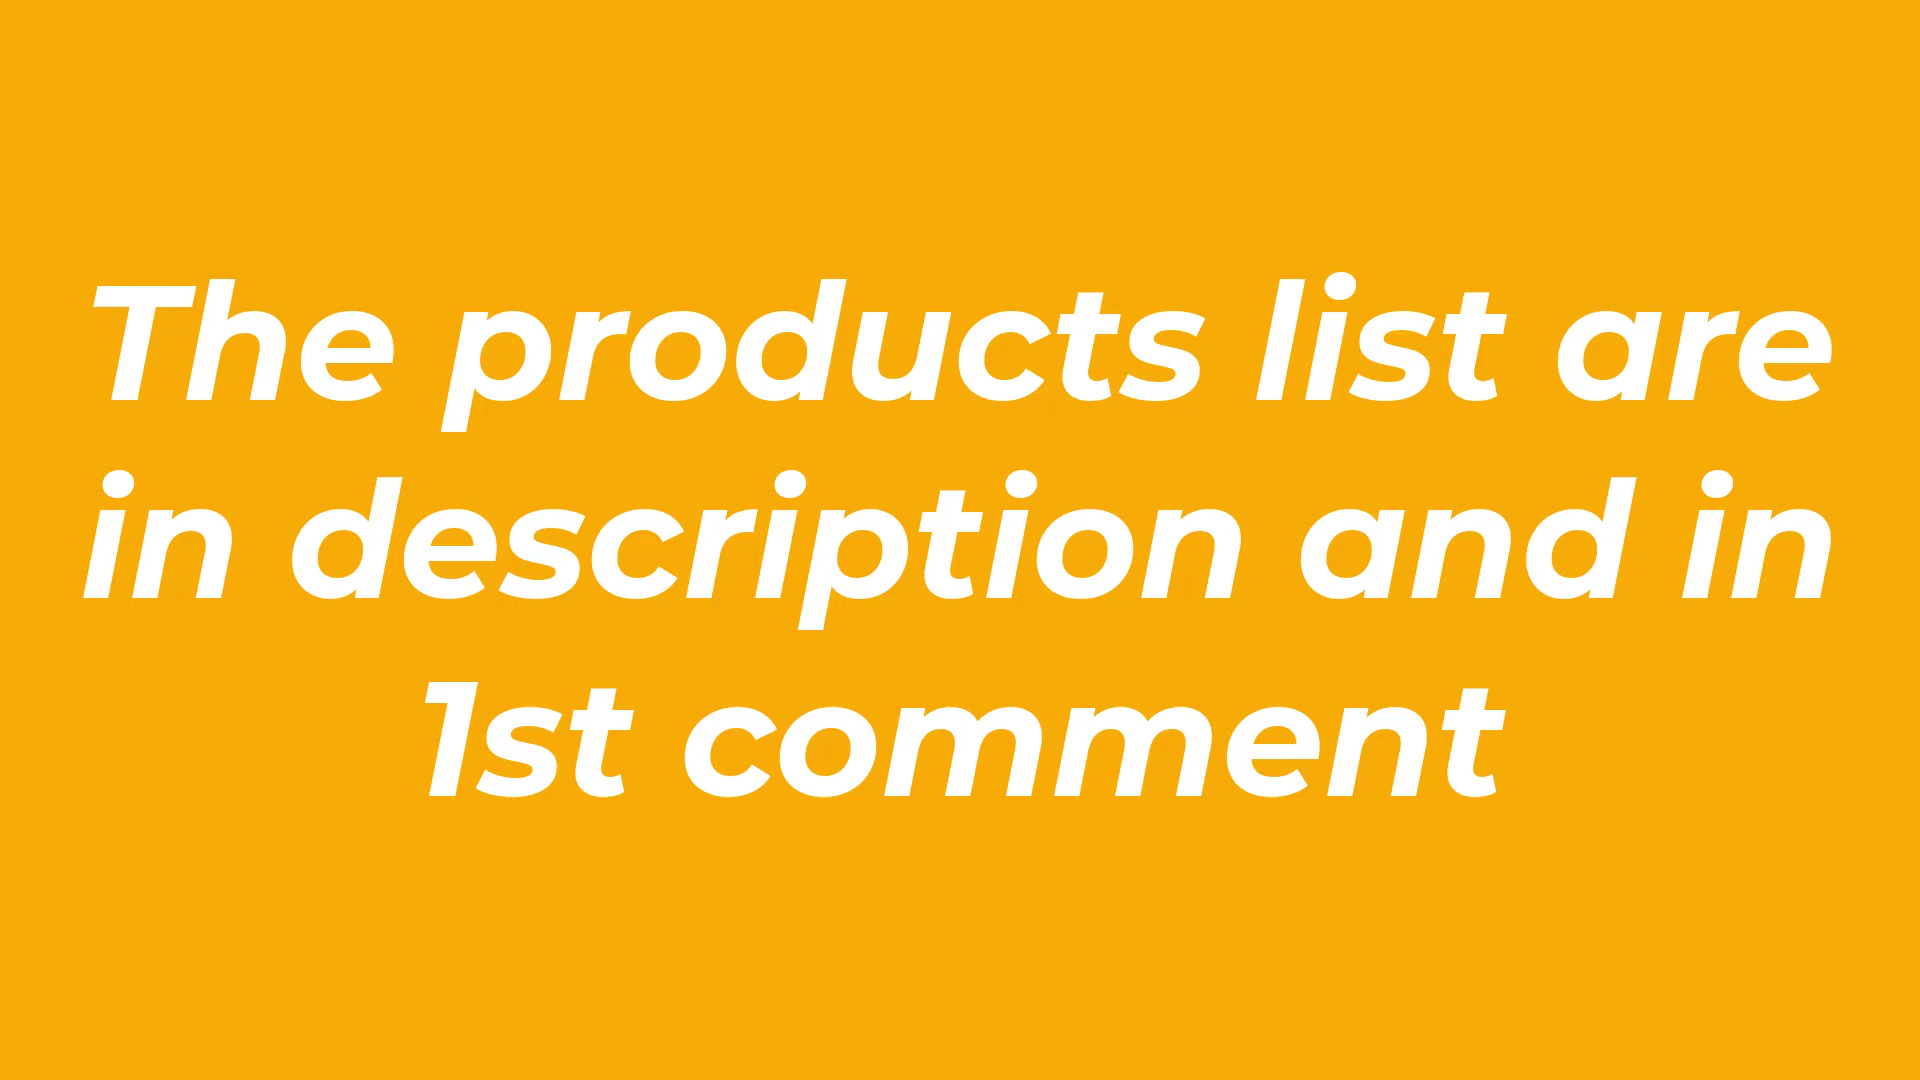 The products list are
in description and in
1st comment